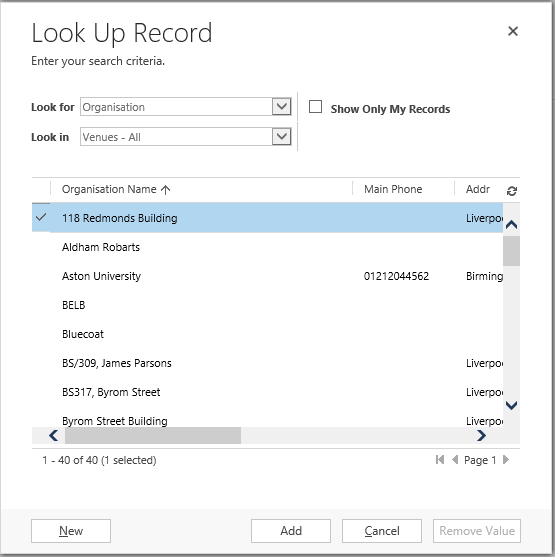 Look Up Record
Enter your search criteria.
Look for Organisation
Show Only My Records
Look in Venues - All
Organisation Name Main Phone Addr
118 Redmonds Building Liverpo
Aldham Robarts
Aston University 01212044562 Birming
BELB
Bluecoat
BS/309, James Parsons Liverpo
BS317, Byrom Street Liverpo
Byrom Street Building Liverpo
1 - 40 of 40 (1 selected) Page 1
New Add Cancel Remove Value